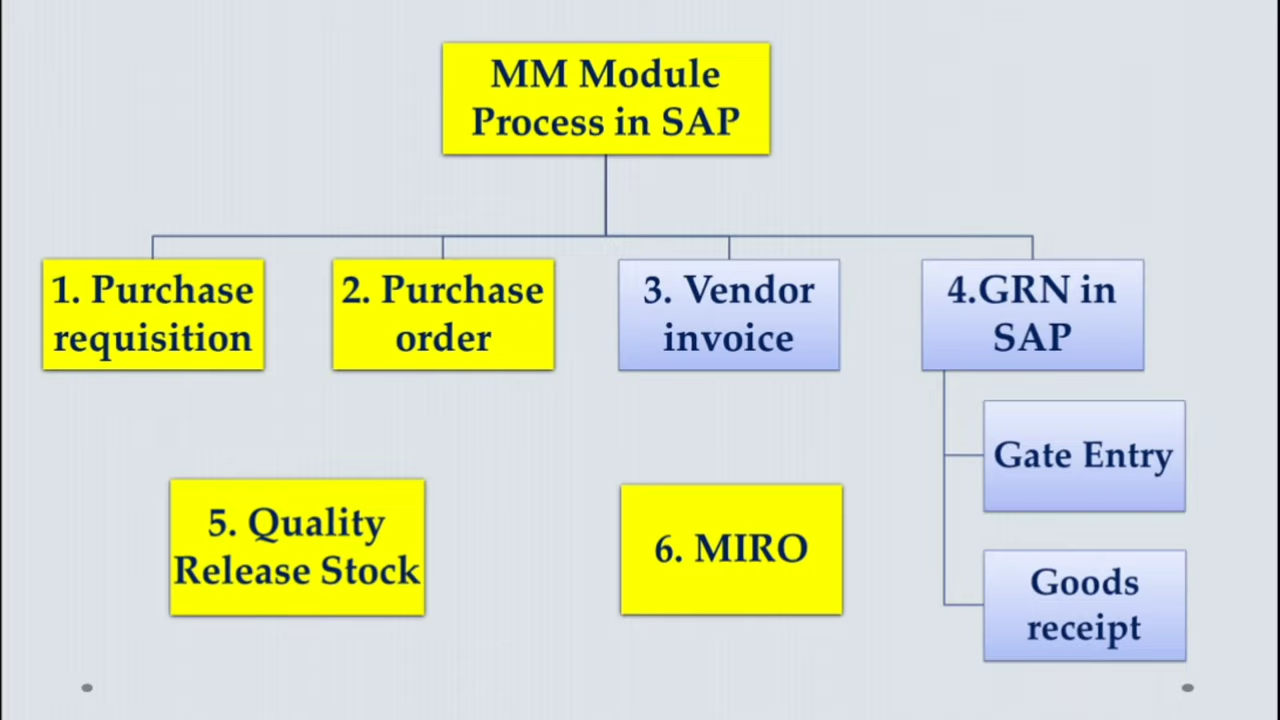 MM Module
Process in SAP
1. Purchase
requisition
2. Purchase
order
3. Vendor
invoice
4.GRN in
SAP
Gate Entry
Goods
receipt
5. Quality
Release Stock
6. MIRO